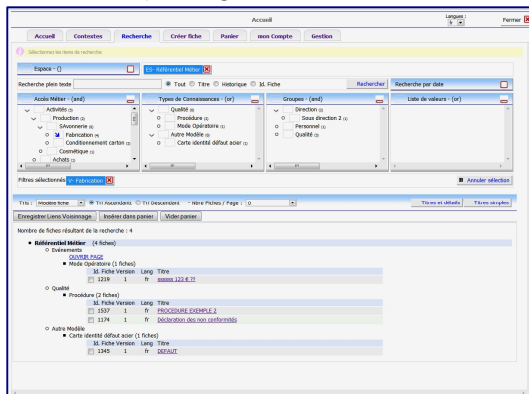 Accueil
Langues :
fr
Fermer
Accueil Contextes Recherche Créer fiche Panier mon Compte Gestion
Sélectionnez les items de recherche
Espace - () ES- Référentiel Métier
Recherche plein texte Tout Titre Historique Id. Fiche Rechercher Recherche par date
Accès Métier - (and) Types de Connaissances - (or) Groupes - (and) Liste de valeurs - (or)
Activités Qualité Direction
Production Procédure Sous direction 2
SAvonnerie Mode Opératoire Personnel
Fabrication Autre Modèle Qualité
Conditionnement carton Carte identité défaut acier
Cosmétique
Achats
Filtres sélectionnés V- Fabrication Annuler sélection
Tris : Modèle fiche Tri Ascendant Tri Descendant - Nbre Fiches / Page : Titres et détails Titres simples
Enregistrer Liens Voisinnage Insérer dans panier Vider panier
Nombre de fiches résultat de la recherche : 4
Référentiel Métier (4 fiches)
Evénements
OUVRIR PAGE
Mode Opératoire (1 fiches)
Id. Fiche Version Lang Titre
1219 1 fr
Qualité
Procédure (2 fiches)
Id. Fiche Version Lang Titre
1537 1 fr PROCEDURE EXEMPLE 2
1174 1 fr Déclaration des non conformités
Autre Modèle
Carte identité défaut acier (1 fiches)
Id. Fiche Version Lang Titre
1345 1 fr DEFAUT